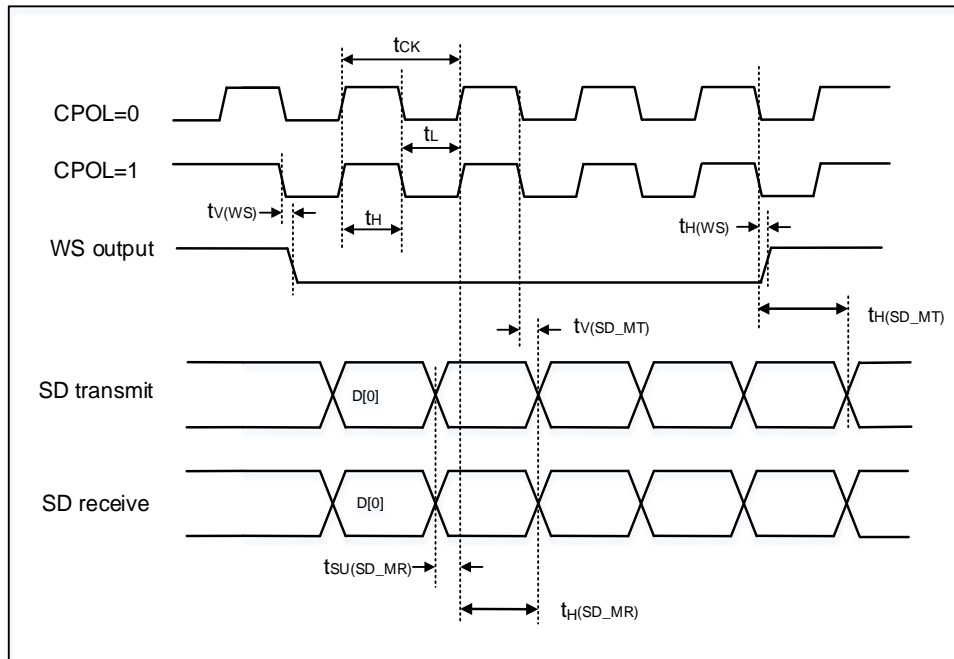 tCK
CPOL=0
tL
CPOL=1
tV(WS)
tH
tH(WS)
WS output
tV(SD_MT)
tH(SD_MT)
SD transmit
D[0]
SD receive
D[0]
tSU(SD_MR)
tH(SD_MR)